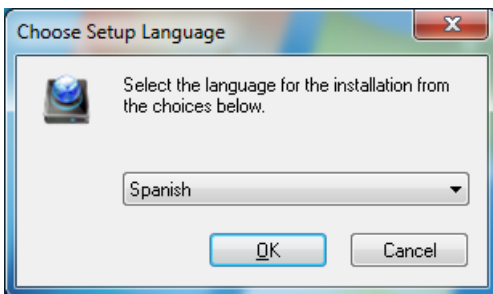 Choose Setup Language
Select the language for the installation from
the choices below.
Spanish
OK
Cancel